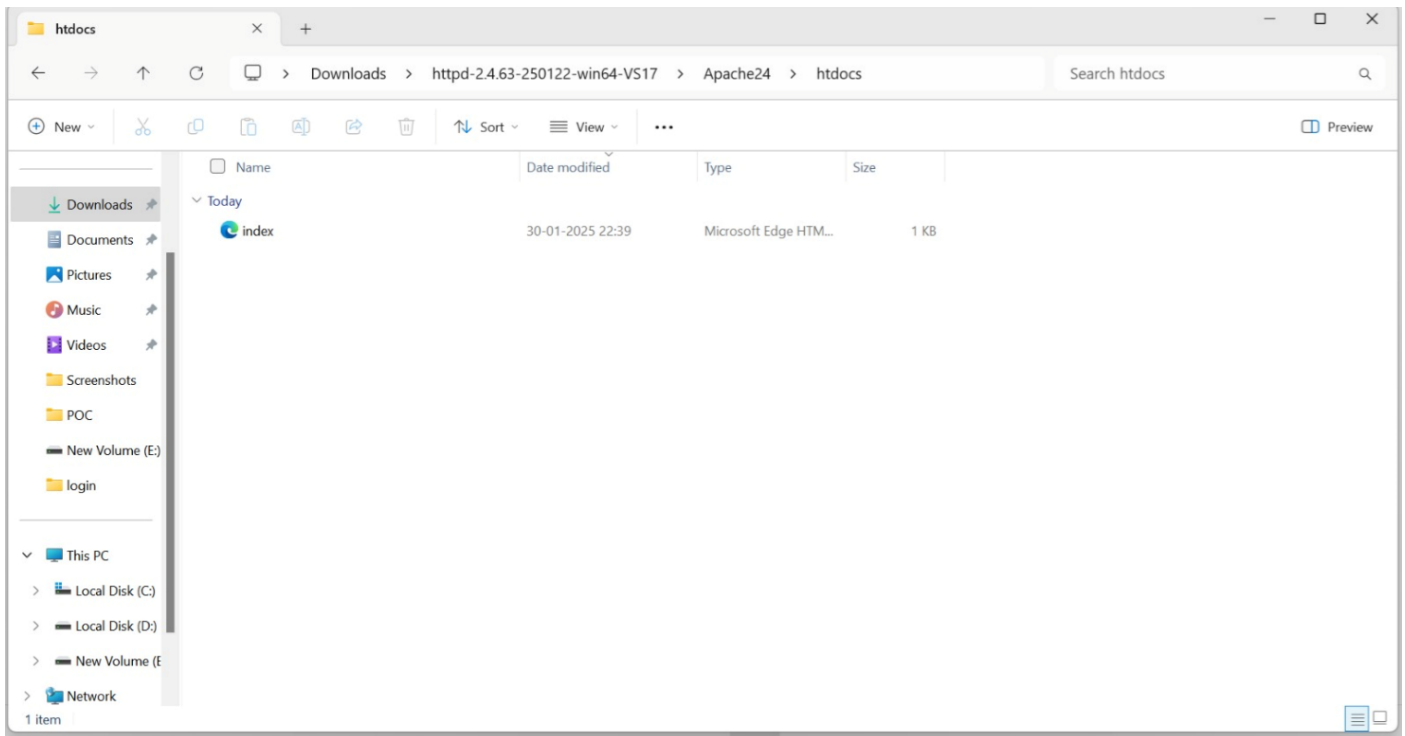 htdocs
Downloads > httpd-2.4.63-250122-win64-VS17 > Apache24 > htdocs
Search htdocs
New
Sort
View
Preview
Name Date modified Type Size
Downloads
Today
Documents
index 30-01-2025 22:39 Microsoft Edge HTM... 1 KB
Pictures
Music
Videos
Screenshots
POC
New Volume (E:)
login
This PC
Local Disk (C:)
Local Disk (D:)
New Volume (E
Network
1 item